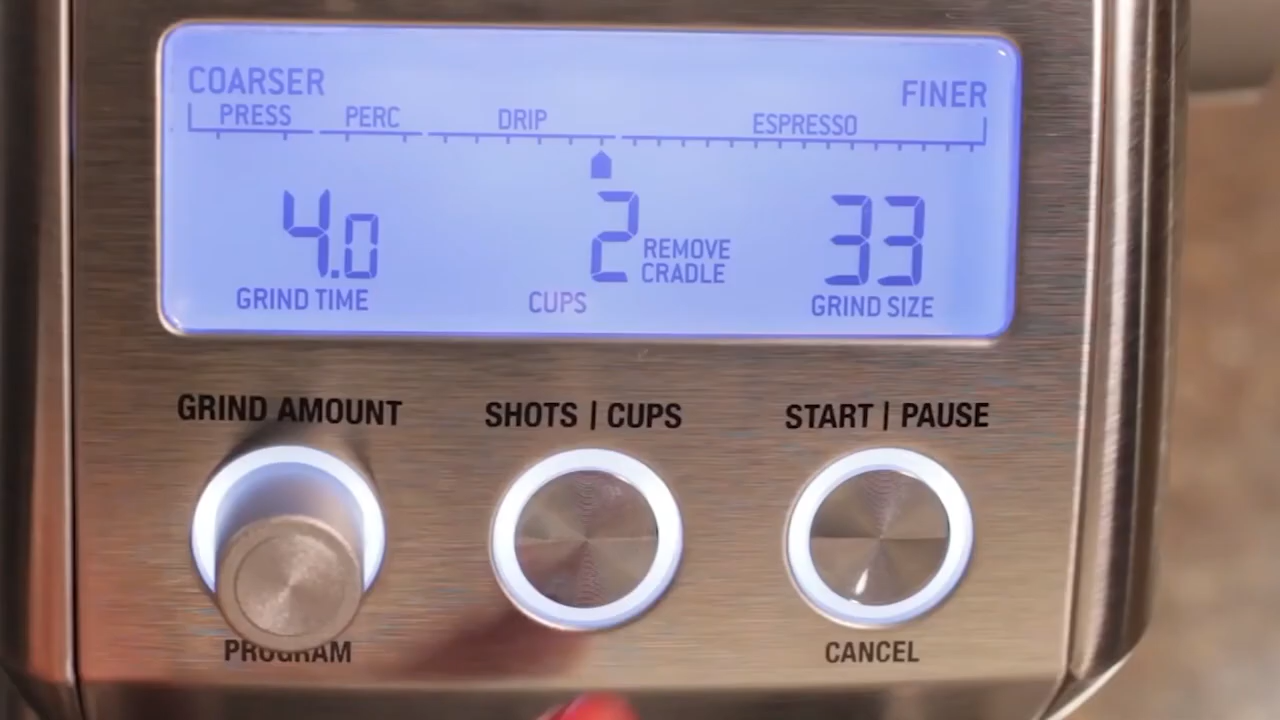 COARSER FINER
PRESS PERC DRIP ESPRESSO
4.0 2 REMOVE CRADLE 33
GRIND TIME CUPS GRIND SIZE
GRIND AMOUNT SHOTS | CUPS START | PAUSE
PROGRAM CANCEL